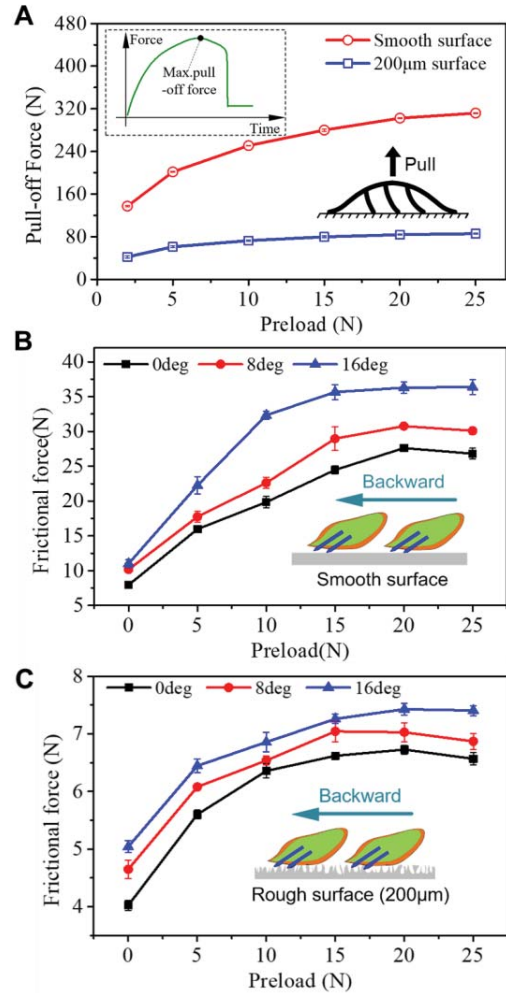 A
480
400
320
240
160
80
0
Pull-off Force (N)
Force
Max.pull
-off force
Time
Smooth surface
200μm surface
Pull
0 5 10 15 20 25
Preload (N)
B
40
35
30
25
20
15
10
5
Frictional force(N)
0deg 8deg 16deg
Backward
Smooth surface
0 5 10 15 20 25
Preload(N)
C
8
7
6
5
4
Frictional force (N)
0deg 8deg 16deg
Backward
Rough surface (200μm)
0 5 10 15 20 25
Preload (N)